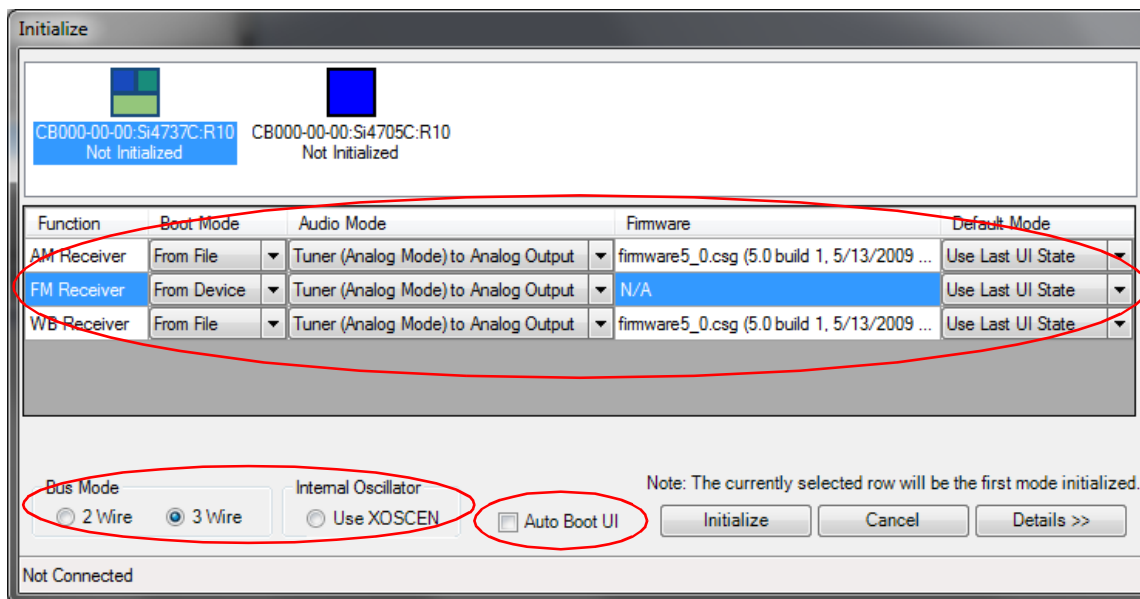 Initialize
CB000-00-00:Si4737C:R10 CB000-00-00:Si4705C:R10
Not Initialized Not Initialized
Function Boot Mode Audio Mode Firmware Default Mode
AM Receiver From File Tuner (Analog Mode) to Analog Output firmware5_0.csg (5.0 build 1, 5/13/2009 ... Use Last UI State
FM Receiver From Device Tuner (Analog Mode) to Analog Output N/A Use Last UI State
WB Receiver From File Tuner (Analog Mode) to Analog Output firmware5_0.csg (5.0 build 1, 5/13/2009 ... Use Last UI State
Note: The currently selected row will be the first mode initialized.
Bus Mode Internal Oscillator
2 Wire 3 Wire Use XOSCEN Auto Boot UI Initialize Cancel Details >>
Not Connected